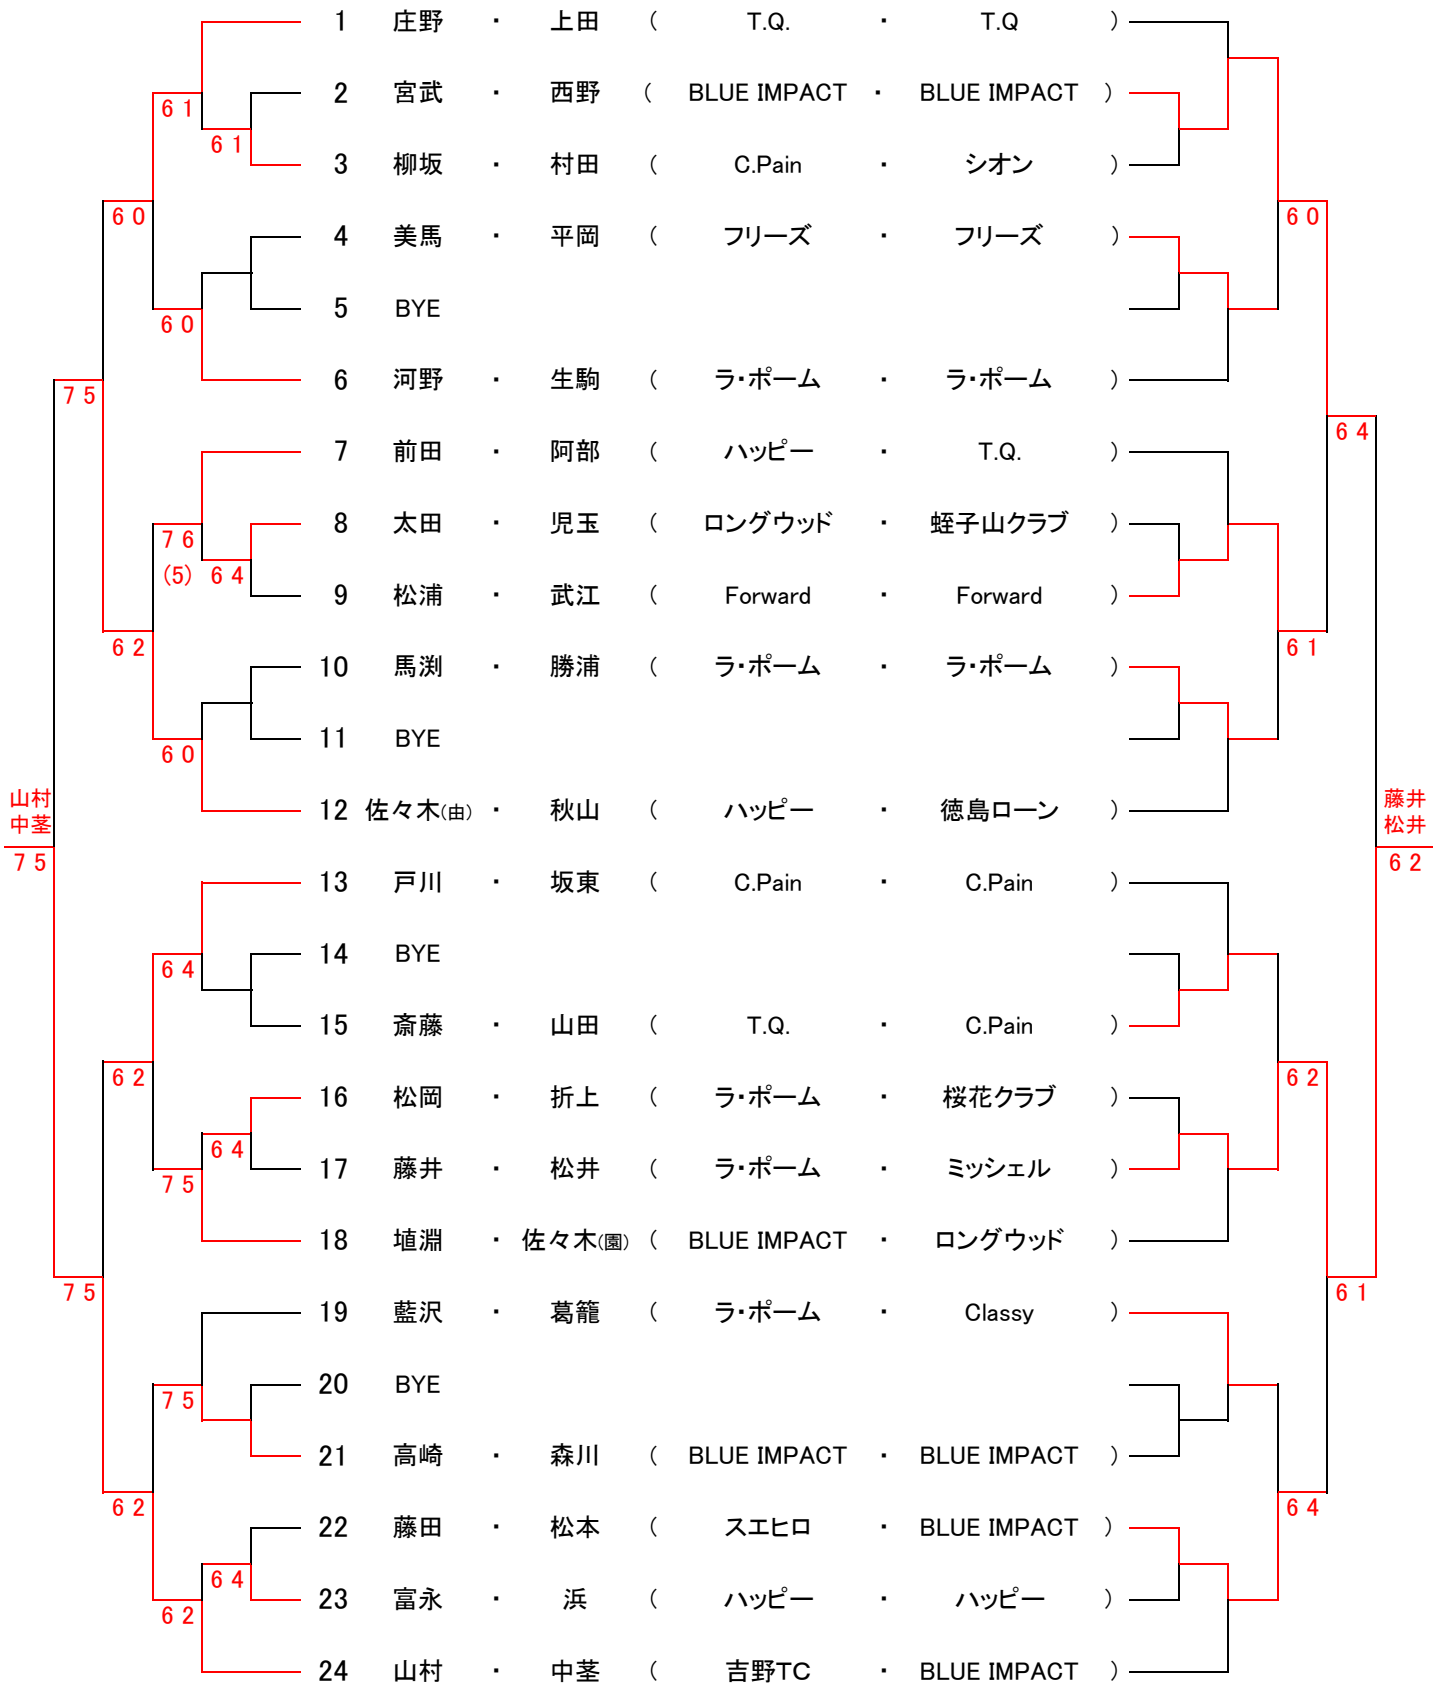 1 庄野 ・ 上田 ( T.Q. ・ T.Q )
2 宮武 ・ 西野 ( BLUE IMPACT ・ BLUE IMPACT )
6 1
6 1
3 柳坂 ・ 村田 ( C.Pain ・ シオン )
6 0
6 0
4 美馬 ・ 平岡 ( フリーズ ・ フリーズ )
5 BYE
6 0
6 河野 ・ 生駒 ( ラ・ポーム ・ ラ・ポーム )
7 5
6 4
7 前田 ・ 阿部 ( ハッピー ・ T.Q. )
8 太田 ・ 児玉 ( ロングウッド ・ 蛭子山クラブ )
7 6
(5) 6 4
9 松浦 ・ 武江 ( Forward ・ Forward )
6 2
6 1
10 馬渕 ・ 勝浦 ( ラ・ポーム ・ ラ・ポーム )
11 BYE
6 0
山村
中茎
7 5
12 佐々木(由) ・ 秋山 ( ハッピー ・ 徳島ローン )
藤井
松井
6 2
13 戸川 ・ 坂東 ( C.Pain ・ C.Pain )
14 BYE
6 4
15 斎藤 ・ 山田 ( T.Q. ・ C.Pain )
6 2
6 2
16 松岡 ・ 折上 ( ラ・ポーム ・ 桜花クラブ )
6 4
17 藤井 ・ 松井 ( ラ・ポーム ・ ミッシェル )
7 5
18 埴淵 ・ 佐々木(園) ( BLUE IMPACT ・ ロングウッド )
7 5
6 1
19 藍沢 ・ 葛籠 ( ラ・ポーム ・ Classy )
20 BYE
7 5
21 高崎 ・ 森川 ( BLUE IMPACT ・ BLUE IMPACT )
6 2
6 4
22 藤田 ・ 松本 ( スエヒロ ・ BLUE IMPACT )
6 4
23 富永 ・ 浜 ( ハッピー ・ ハッピー )
6 2
24 山村 ・ 中茎 ( 吉野TC ・ BLUE IMPACT )